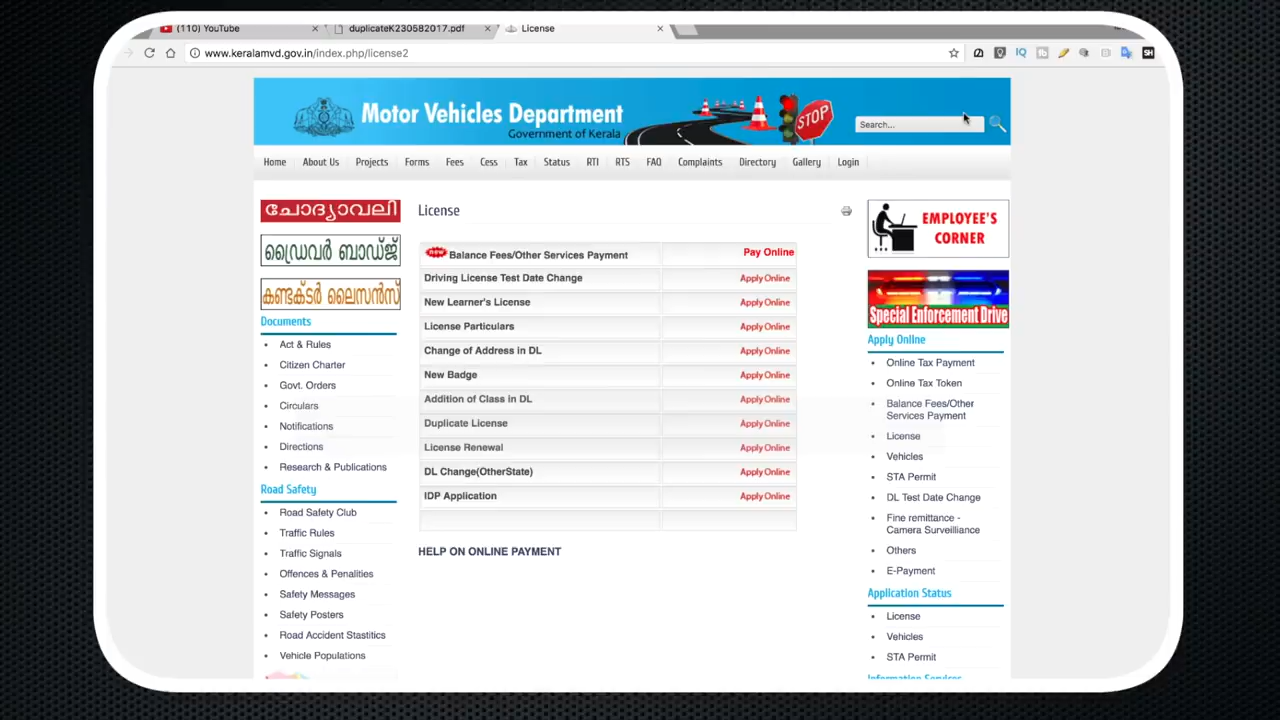 (110) YouTube
duplicateK230582017.pdf
License
www.keralamvd.gov.in/index.php/license2
IQ
SH
Motor Vehicles Department
Government of Kerala
STOP
Search...
Home About Us Projects Forms Fees Cess Tax Status RTI RTS FAQ Complaints Directory Gallery Login
ചോദ്യാവലി
ഡ്രൈവർ ബാഡ്ജ്
കണ്ടക്ടർ ലൈസൻസ്
Documents
Act & Rules
Citizen Charter
Govt. Orders
Circulars
Notifications
Directions
Research & Publications
Road Safety
Road Safety Club
Traffic Rules
Traffic Signals
Offences & Penalities
Safety Messages
Safety Posters
Road Accident Stastitics
Vehicle Populations
License
new Balance Fees/Other Services Payment Pay Online
Driving License Test Date Change Apply Online
New Learner's License Apply Online
License Particulars Apply Online
Change of Address in DL Apply Online
New Badge Apply Online
Addition of Class in DL Apply Online
Duplicate License Apply Online
License Renewal Apply Online
DL Change(OtherState) Apply Online
IDP Application Apply Online
HELP ON ONLINE PAYMENT
EMPLOYEE'S
CORNER
Special Enforcement Drive
Apply Online
Online Tax Payment
Online Tax Token
Balance Fees/Other
Services Payment
License
Vehicles
STA Permit
DL Test Date Change
Fine remittance -
Camera Surveillance
Others
E-Payment
Application Status
License
Vehicles
STA Permit
Information Services